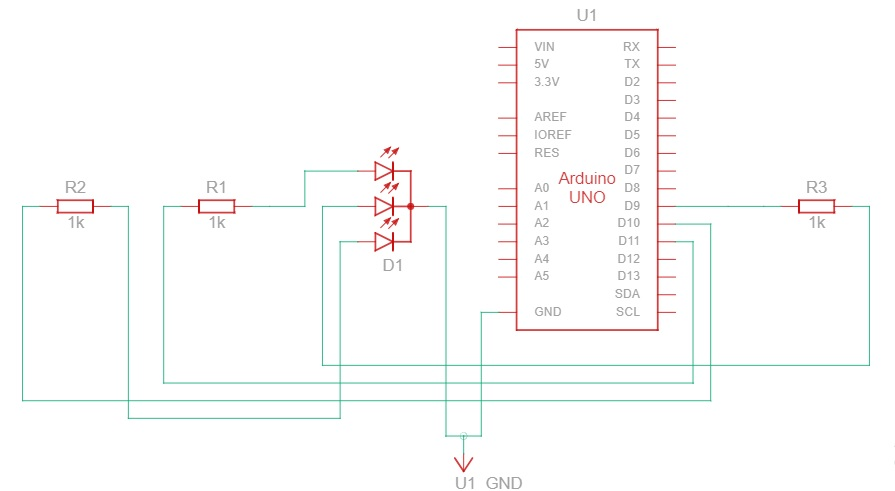 U1
VIN RX
5V TX
3.3V D2
D3
AREF D4
IOREF D5
RES D6
D7
Arduino
UNO
A0 D8
A1 D9
A2 D10
A3 D11
A4 D12
A5 D13
SDA
GND SCL
R2
1k
R1
1k
D1
R3
1k
U1 GND